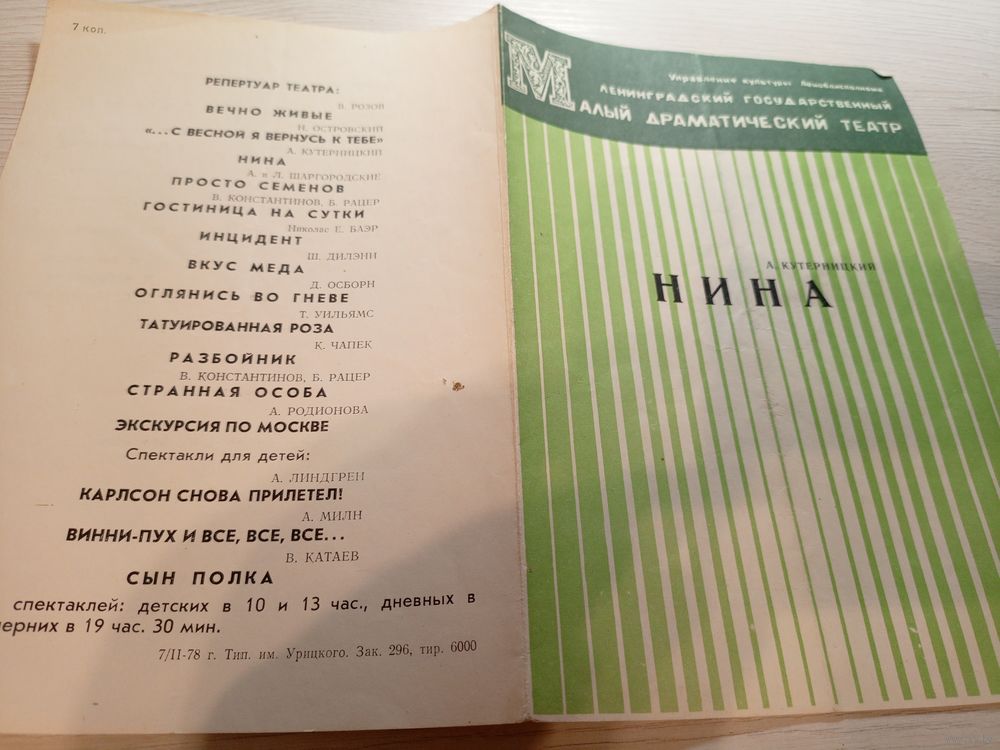 7 коп.
РЕПЕРТУАР ТЕАТРА:
В. РОЗОВ
ВЕЧНО ЖИВЫЕ
Н. ОСТРОВСКИЙ
«...С ВЕСНОЙ Я ВЕРНУСЬ К ТЕБЕ»
А. КУТЕРНИЦКИЙ
НИНА
А. и Л. ШАРГОРОДСКИЕ
ПРОСТО СЕМЕНОВ
В. КОНСТАНТИНОВ, Б. РАЦЕР
ГОСТИНИЦА НА СУТКИ
Николас Е. БАЭР
ИНЦИДЕНТ
Ш. ДИЛЭНИ
ВКУС МЕДА
Д. ОСБОРН
ОГЛЯНИСЬ ВО ГНЕВЕ
Т. УИЛЬЯМС
ТАТУИРОВАННАЯ РОЗА
К. ЧАПЕК
РАЗБОЙНИК
В. КОНСТАНТИНОВ, Б. РАЦЕР
СТРАННАЯ ОСОБА
А. РОДИОНОВА
ЭКСКУРСИЯ ПО МОСКВЕ
Спектакли для детей:
А. ЛИНДГРЕН
КАРЛСОН СНОВА ПРИЛЕТЕЛ!
А. МИЛН
ВИННИ-ПУХ И ВСЕ, ВСЕ, ВСЕ...
В. КАТАЕВ
СЫН ПОЛКА
спектаклей: детских в 10 и 13 час., дневных в
ерних в 19 час. 30 мин.
7/II-78 г. Тип. им. Урицкого. Зак. 296, тир. 6000
Управление культуры Леноблисполкома
ЛЕНИНГРАДСКИЙ ГОСУДАРСТВЕННЫЙ
МАЛЫЙ ДРАМАТИЧЕСКИЙ ТЕАТР
А. КУТЕРНИЦКИЙ
НИНА